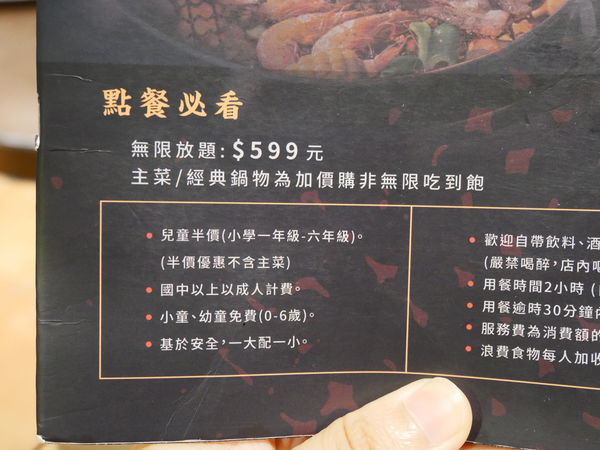 點餐必看
無限放題:$599元
主菜/經典鍋物為加價購非無限吃到飽
• 兒童半價(小學一年級-六年級)。
(半價優惠不含主菜)
• 國中以上以成人計費。
• 小童、幼童免費(0-6歲)。
• 基於安全,一大配一小。
• 歡迎自帶飲料、酒
(嚴禁喝醉,店內
• 用餐時間2小時(
• 用餐逾時30分鐘
• 服務費為消費額的
• 浪費食物每人加收